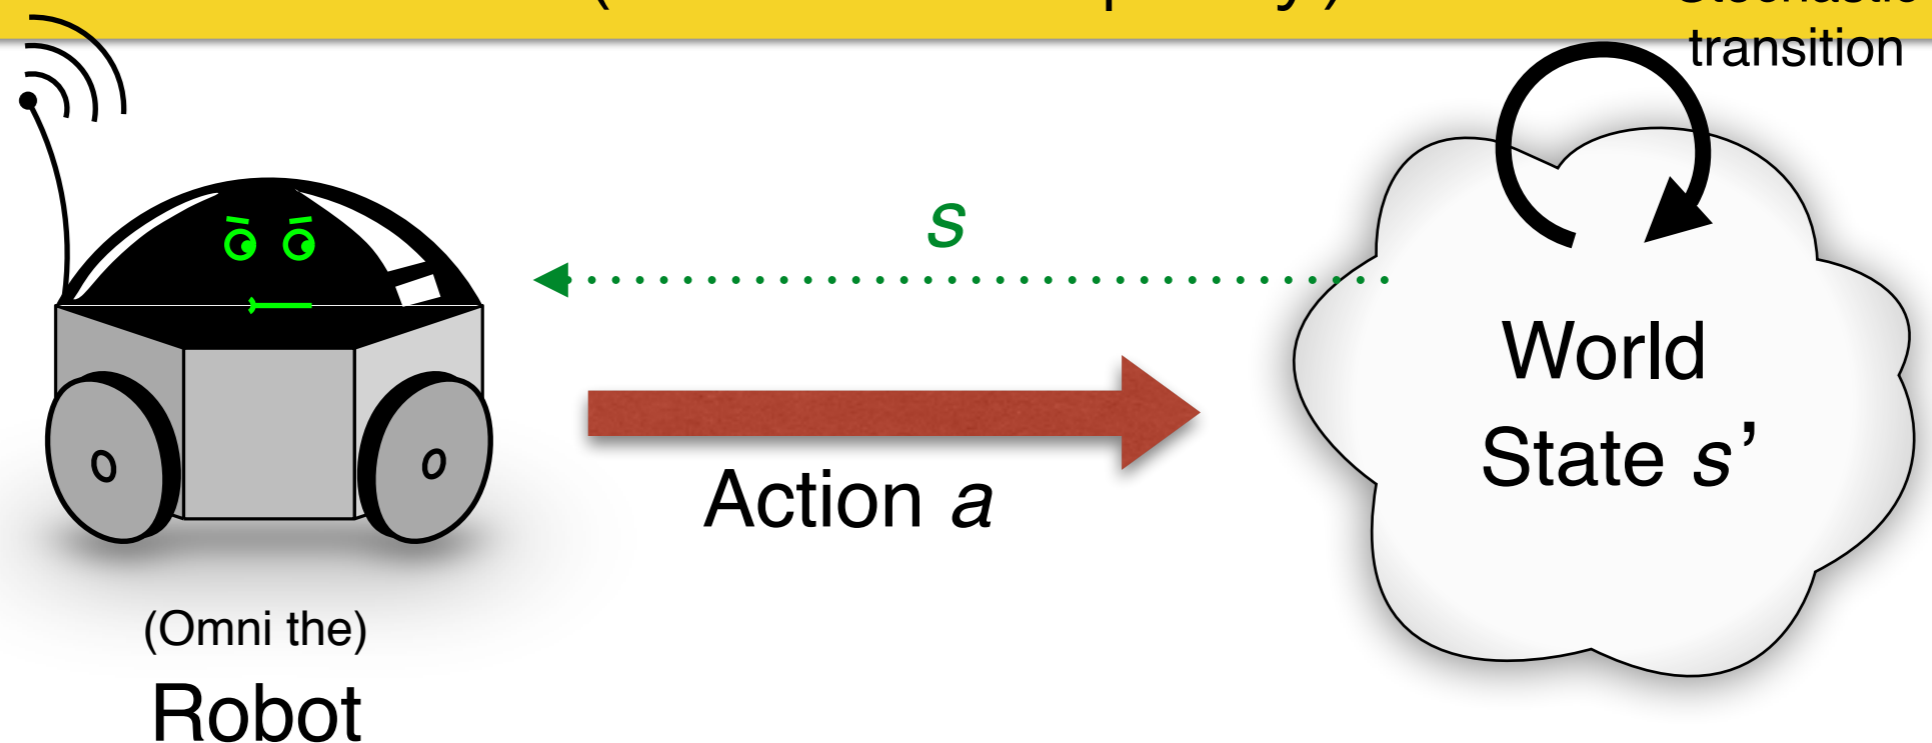 transition
s
World
State s’
Action a
(Omni the)
Robot